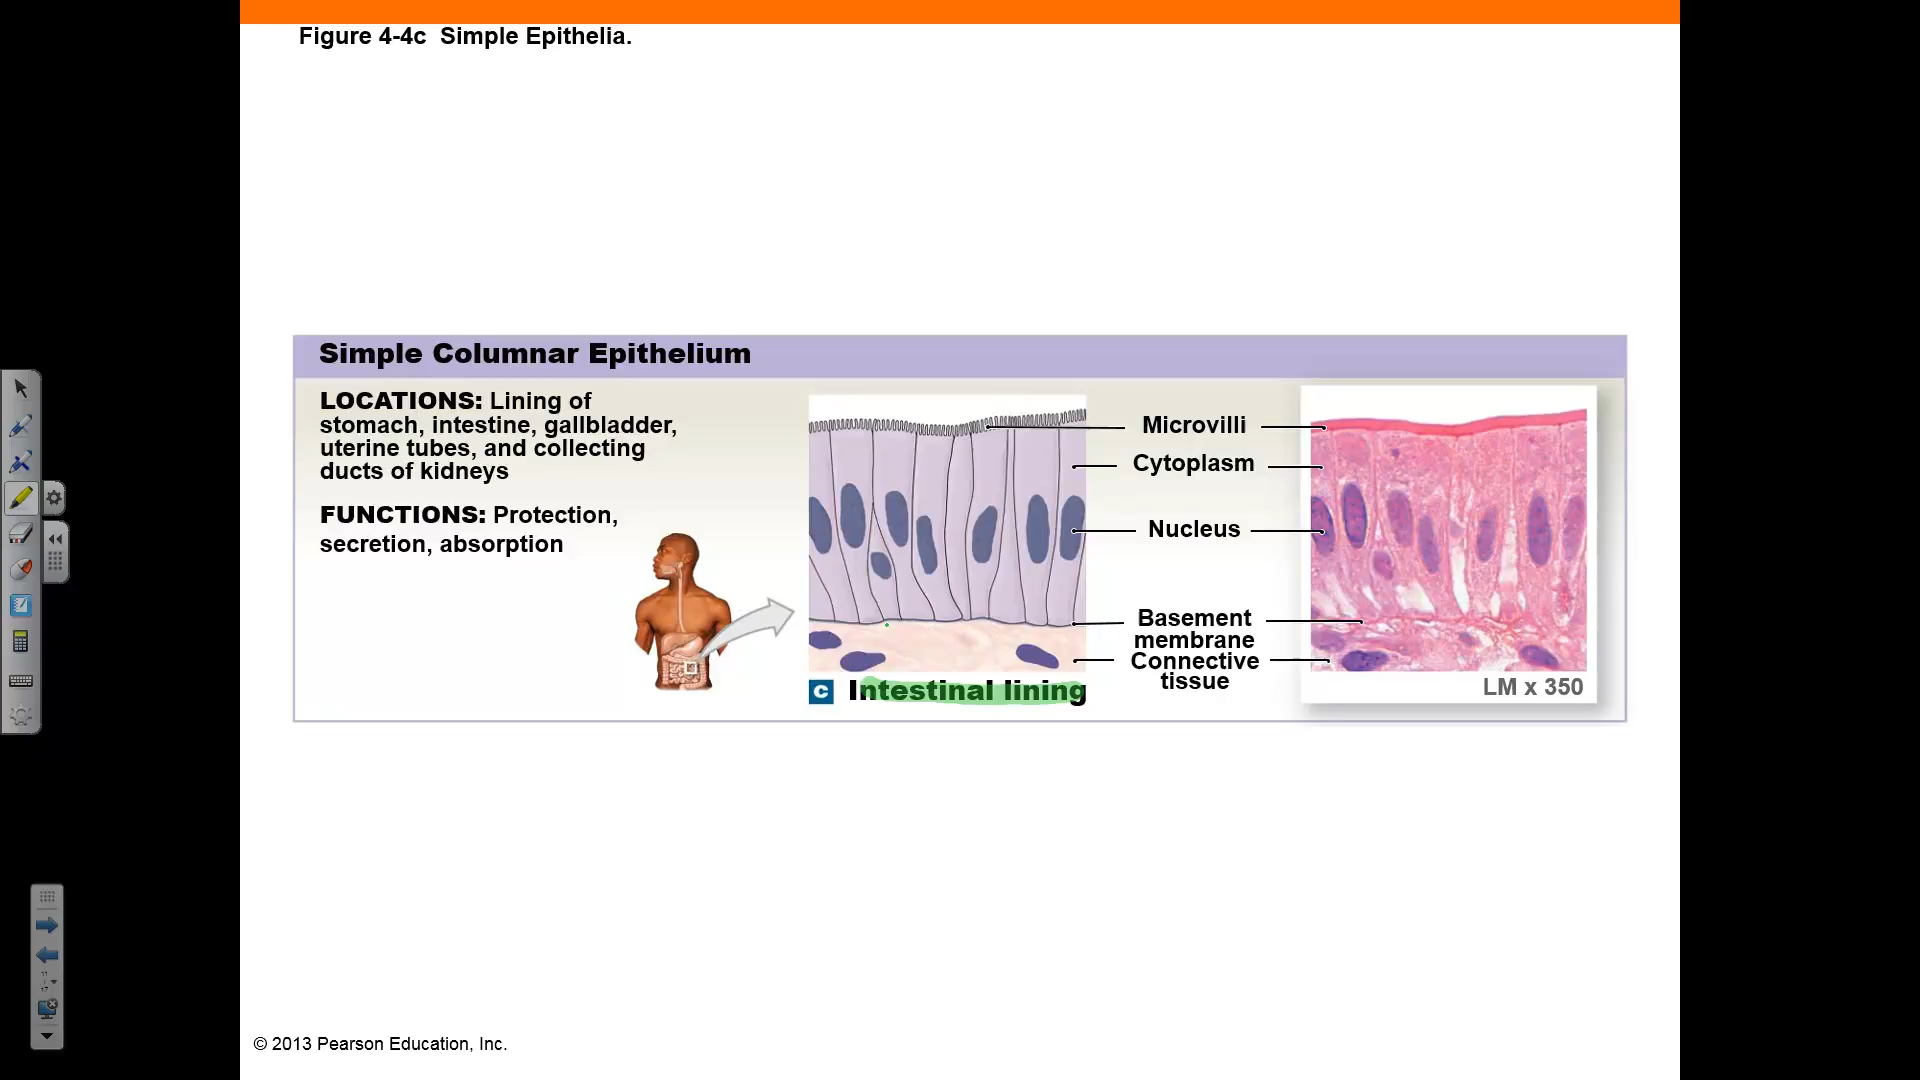 Figure 4-4c Simple Epithelia.
Simple Columnar Epithelium
LOCATIONS: Lining of
stomach, intestine, gallbladder,
uterine tubes, and collecting
ducts of kidneys
FUNCTIONS: Protection,
secretion, absorption
Microvilli
Cytoplasm
Nucleus
Basement
membrane
Connective
tissue
C Intestinal lining
LM x 350
11
/
17
© 2013 Pearson Education, Inc.